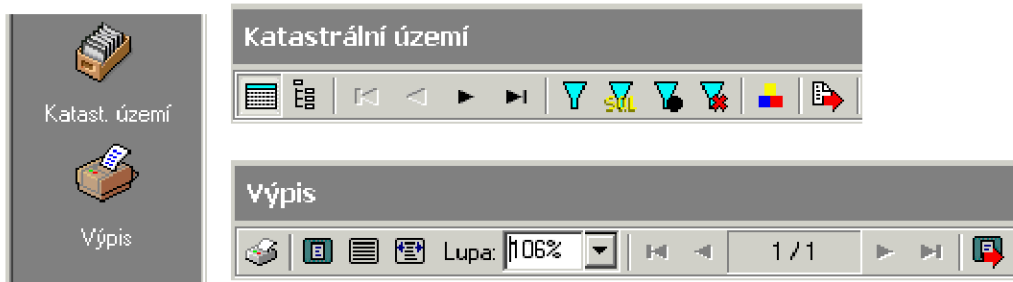 Katast. území
Výpis
Katastrální území
SQL
Výpis
Lupa: 106%
1 / 1